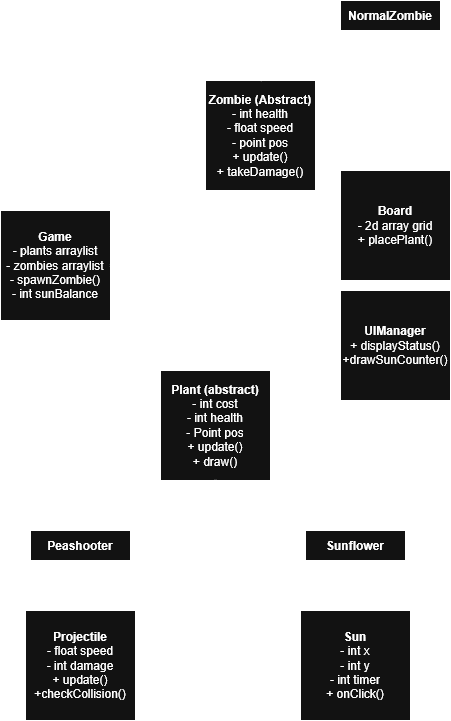 NormalZombie
Zombie (Abstract)
- int health
- float speed
- point pos
+ update()
+ takeDamage()
Board
- 2d array grid
+ placePlant()
Game
- plants arraylist
- zombies arraylist
- spawnZombie()
- int sunBalance
UIManager
+ displayStatus()
+drawSunCounter()
Plant (abstract)
- int cost
- int health
- Point pos
+ update()
+ draw()
Peashooter
Sunflower
Projectile
- float speed
- int damage
+ update()
+checkCollision()
Sun
- int x
- int y
- int timer
+ onClick()